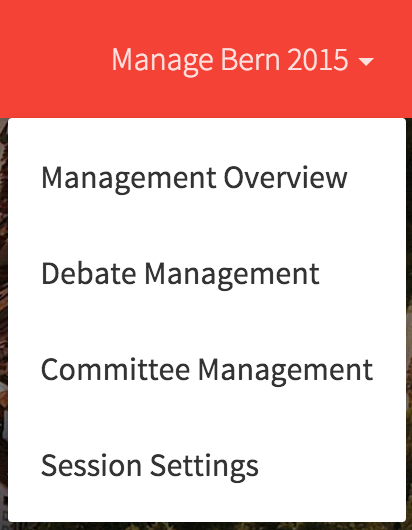 Manage Bern 2015
Management Overview
Debate Management
Committee Management
Session Settings